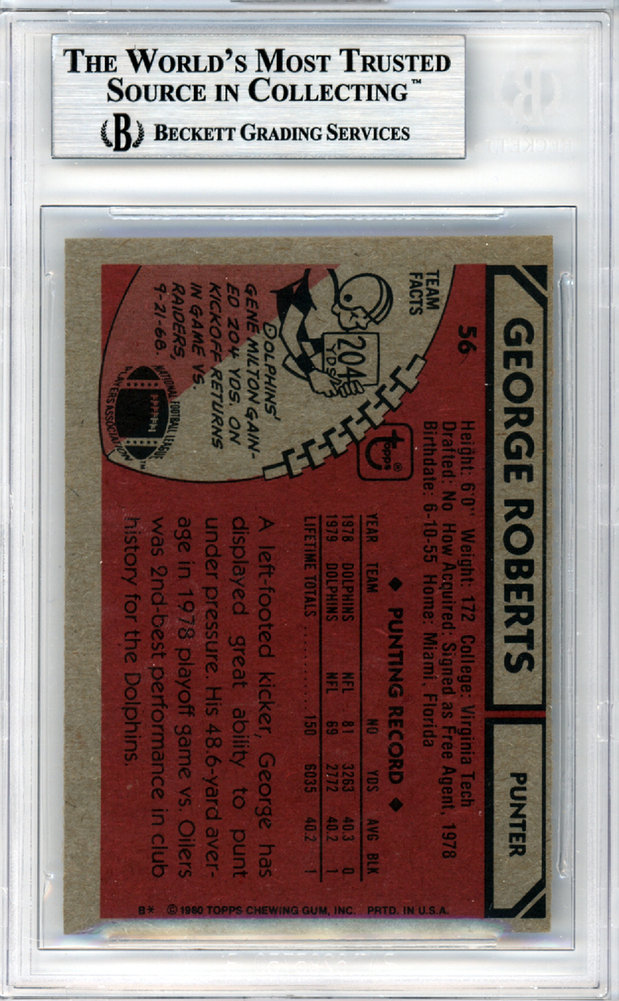 THE WORLD'S MOST TRUSTED
SOURCE IN COLLECTING™
B BECKETT GRADING SERVICES
GEORGE ROBERTS
PUNTER
56
Height: 6'0" Weight: 172 College: Virginia Tech
Drafted: No How Acquired: Signed as Free Agent, 1978
Birthdate: 6-10-55 Home: Miami, Florida
TEAM
FACTS
204
YDS.
DOLPHINS'
GENE MILTON GAIN-
ED 204 YDS. ON
KICKOFF RETURNS
IN GAME VS.
RAIDERS,
9-21-68.
NATIONAL FOOTBALL LEAGUE
PLAYERS ASSOCIATION™
topps®
◆ PUNTING RECORD ◆
YEAR TEAM NO YDS AVG BLK
1978 DOLPHINS NFL 81 3263 40.3 0
1979 DOLPHINS NFL 69 2772 40.2 1
LIFETIME TOTALS .......... 150 6035 40.2 1
A left-footed kicker, George has
displayed great ability to punt
under pressure. His 48.6-yard aver-
age in 1978 playoff game vs. Oilers
was 2nd-best performance in club
history for the Dolphins.
B* © 1980 TOPPS CHEWING GUM, INC. PRTD. IN U.S.A.